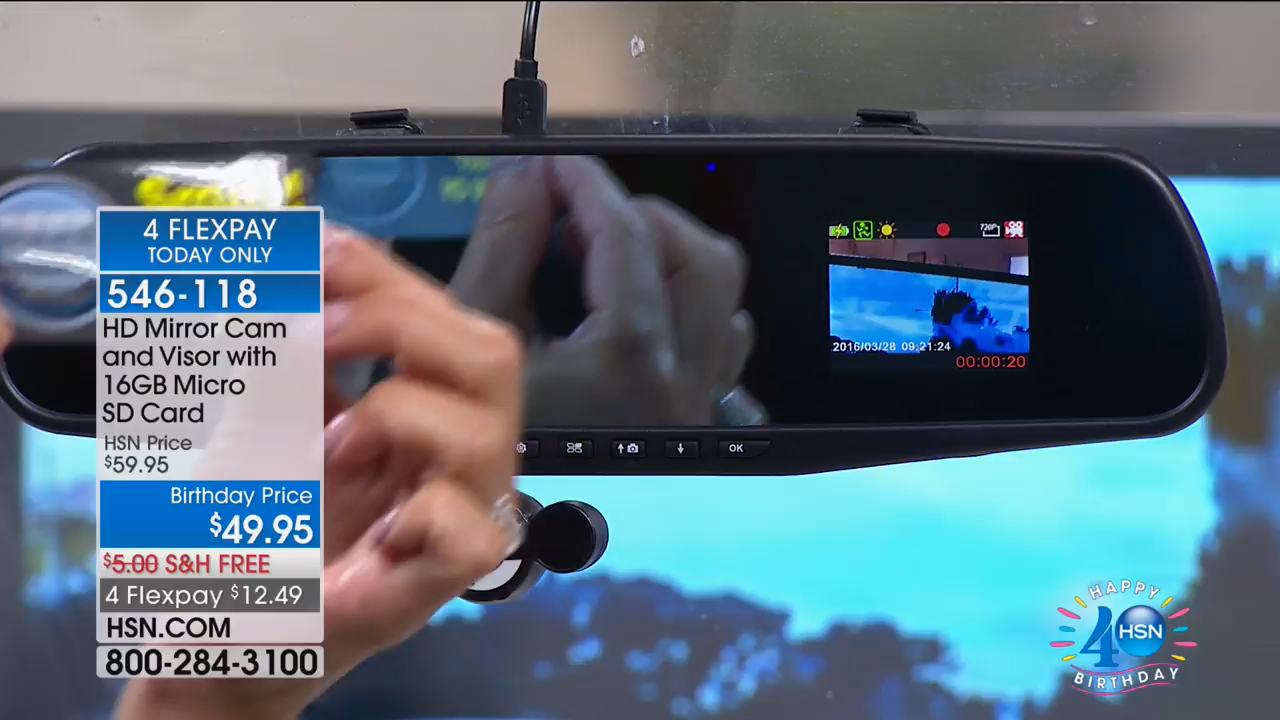 4 FLEXPAY
TODAY ONLY
546-118
HD Mirror Cam
and Visor with
16GB Micro
SD Card
HSN Price
$59.95
Birthday Price
$49.95
$5.00 S&H FREE
4 Flexpay $12.49
HSN.COM
800-284-3100
720P
2016/03/28 09:21:24
00:00:20
OK
HAPPY
40
HSN
BIRTHDAY